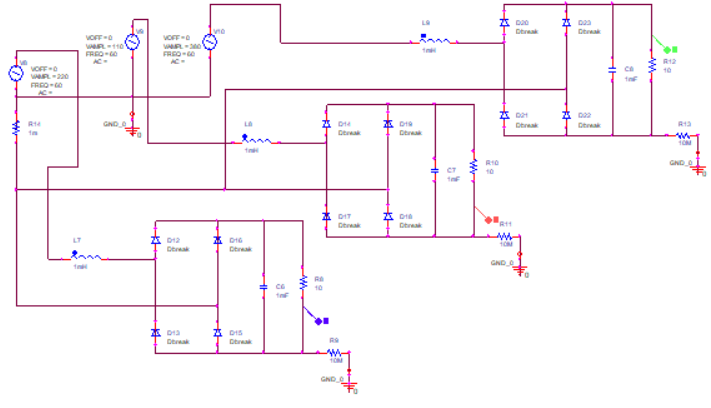 V8
VOFF = 0
VAMPL = 220
FREQ = 60
AC =
V9
VOFF = 0
VAMPL = 110
FREQ = 60
AC =
V10
VOFF = 0
VAMPL = 380
FREQ = 60
AC =
R14
1m
GND_0
0
L9
1mH
D20
Dbreak
D23
Dbreak
D21
Dbreak
D22
Dbreak
C8
1mF
R12
10
R13
10M
GND_0
0
L8
1mH
D14
Dbreak
D19
Dbreak
D17
Dbreak
D18
Dbreak
C7
1mF
R10
10
R11
10M
GND_0
0
L7
1mH
D12
Dbreak
D16
Dbreak
D13
Dbreak
D15
Dbreak
C6
1mF
R8
10
R9
10M
GND_0
0